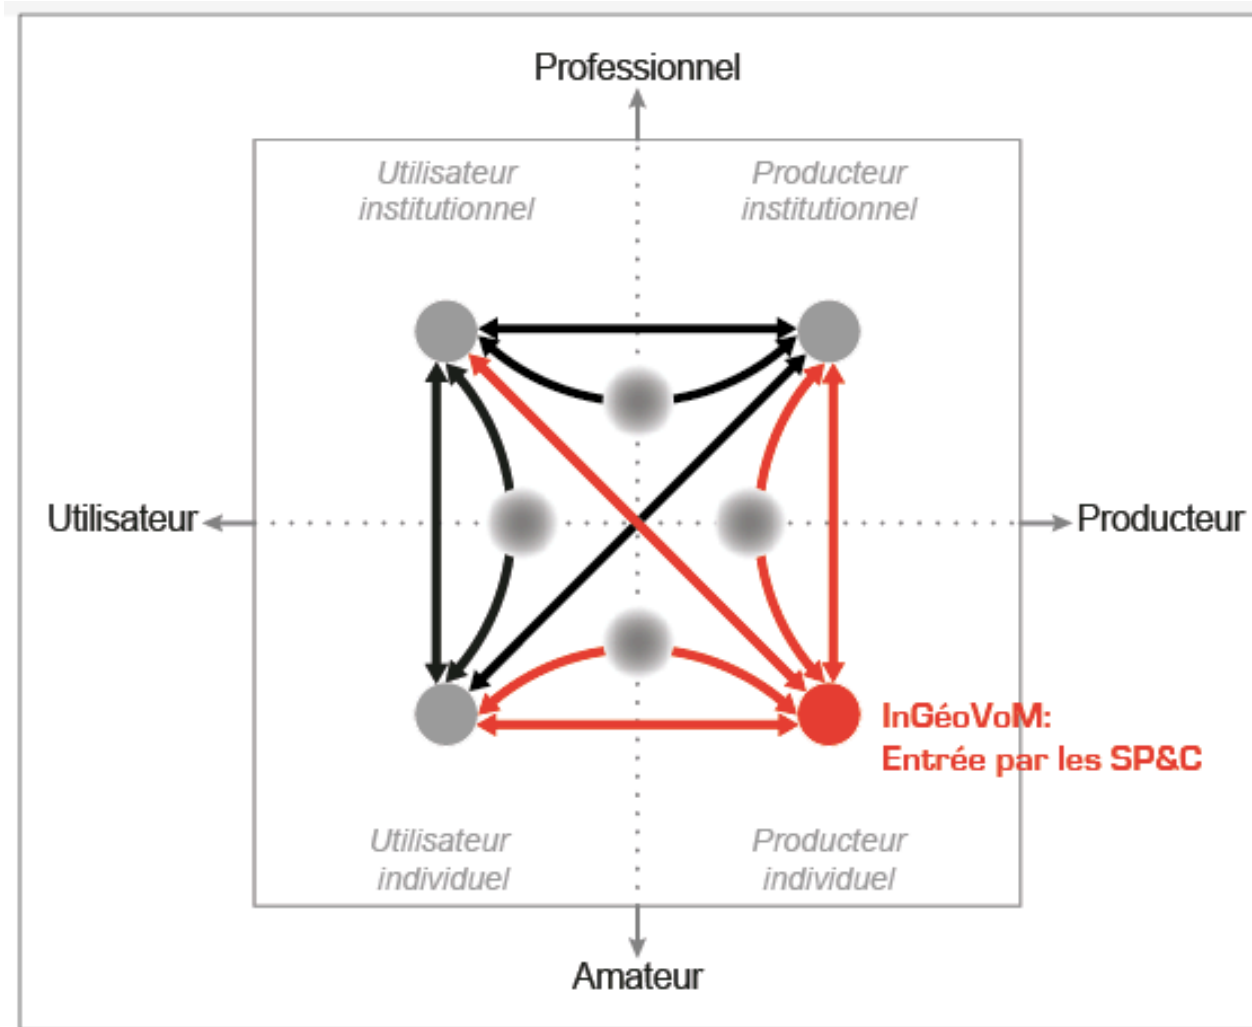 Professionnel
Utilisateur
institutionnel
Producteur
institutionnel
Utilisateur
Producteur
InGéoVoM:
Entrée par les SP&C
Utilisateur
individuel
Producteur
individuel
Amateur